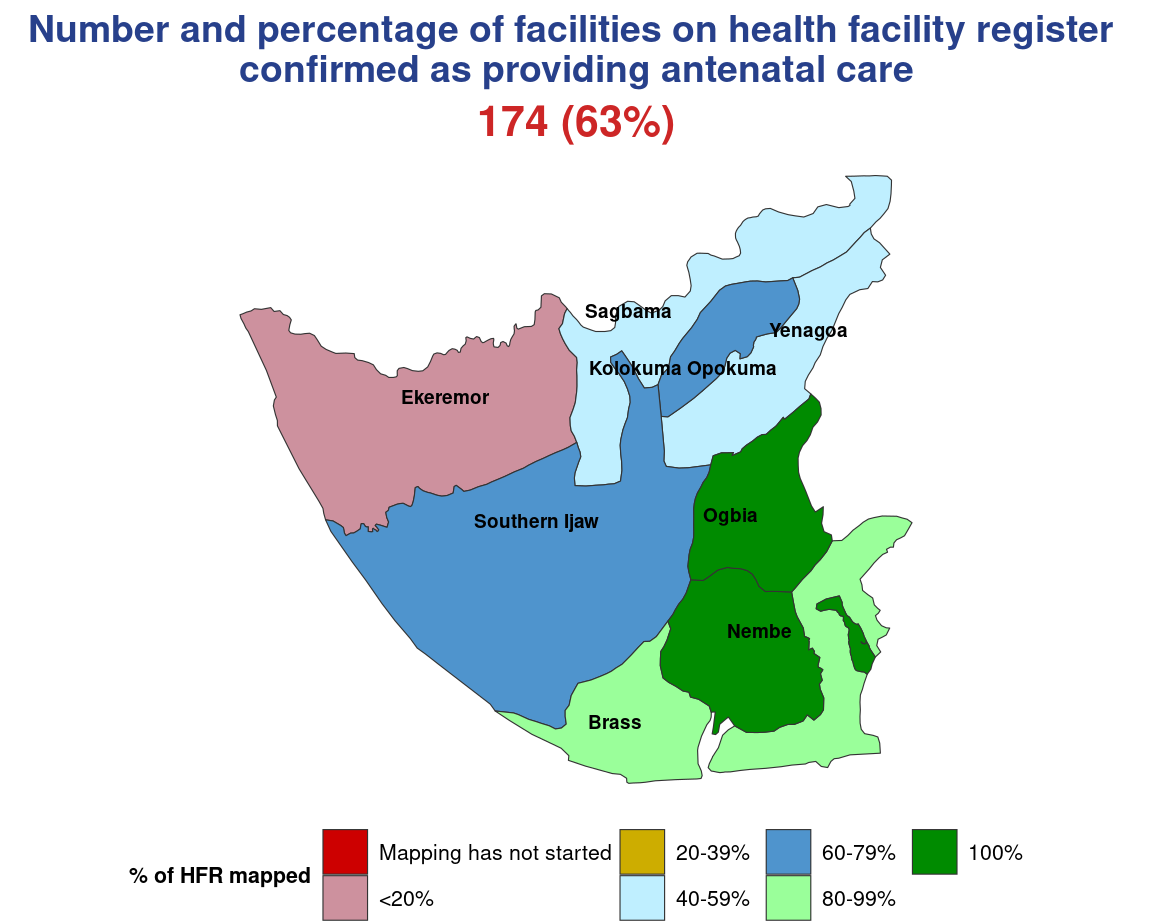 Number and percentage of facilities on health facility register
confirmed as providing antenatal care
174 (63%)
Sagbama
Yenagoa
Kolokuma Opokuma
Ekeremor
Ogbia
Southern Ijaw
Nembe
Brass
% of HFR mapped
Mapping has not started
<20%
20-39%
40-59%
60-79%
80-99%
100%